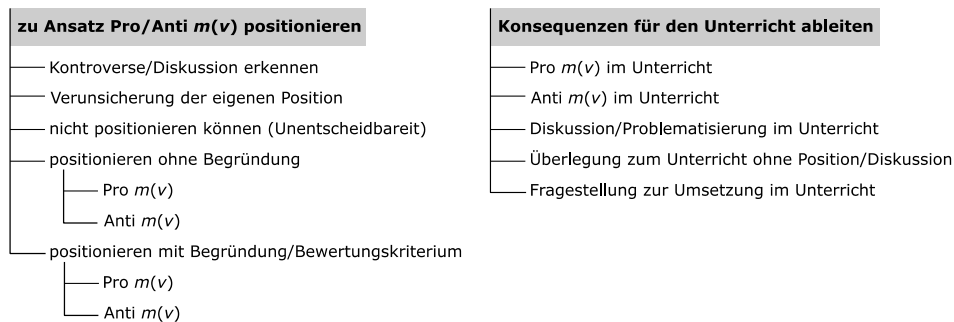 zu Ansatz Pro/Anti m(v) positionieren
Kontroverse/Diskussion erkennen
Verunsicherung der eigenen Position
nicht positionieren können (Unentscheidbareit)
positionieren ohne Begründung
Pro m(v)
Anti m(v)
positionieren mit Begründung/Bewertungskriterium
Pro m(v)
Anti m(v)
Konsequenzen für den Unterricht ableiten
Pro m(v) im Unterricht
Anti m(v) im Unterricht
Diskussion/Problematisierung im Unterricht
Überlegung zum Unterricht ohne Position/Diskussion
Fragestellung zur Umsetzung im Unterricht